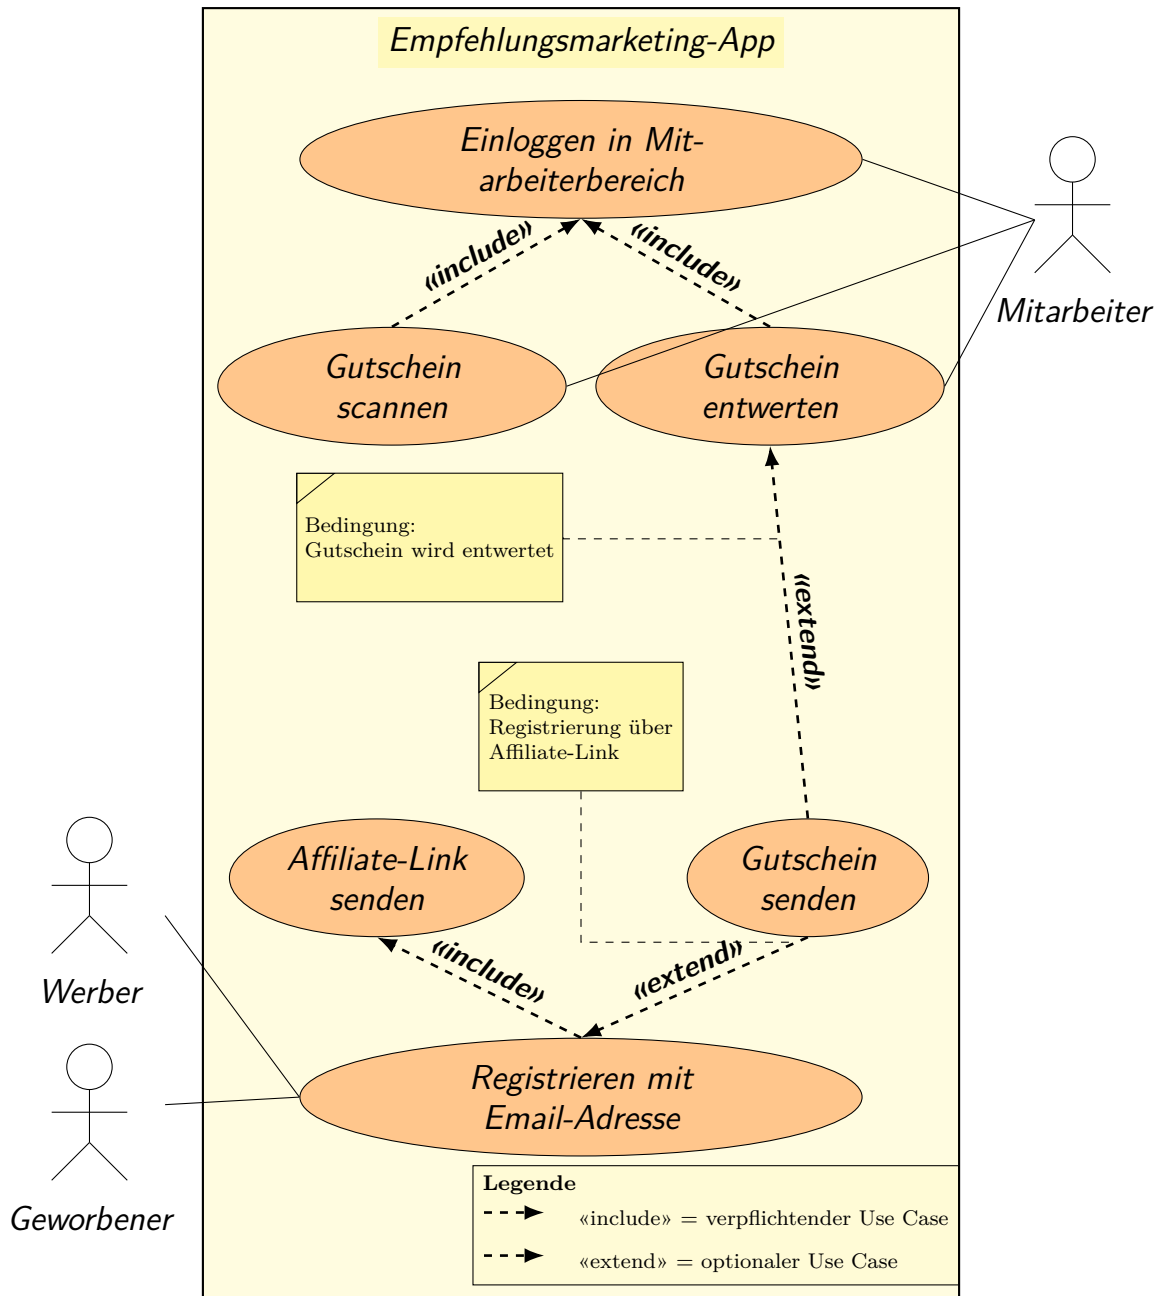 Empfehlungsmarketing-App
Einloggen in Mit-
arbeiterbereich
«include»
«include»
Mitarbeiter
Gutschein
scannen
Gutschein
entwerten
Bedingung:
Gutschein wird entwertet
«extend»
Bedingung:
Registrierung über
Affiliate-Link
Affiliate-Link
senden
Gutschein
senden
Werber
«include»
«extend»
Registrieren mit
Email-Adresse
Geworbener
Legende
«include» = verpflichtender Use Case
«extend» = optionaler Use Case